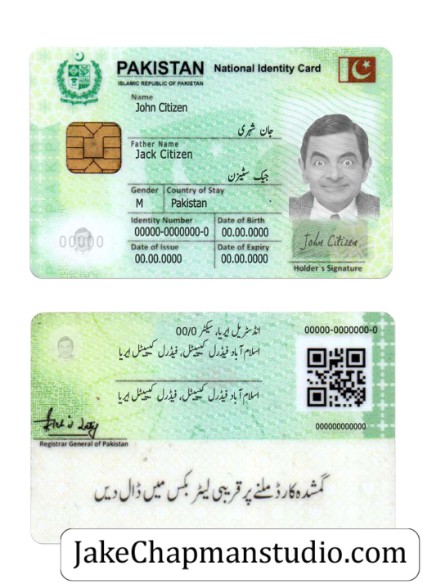 PAKISTAN National Identity Card
ISLAMIC REPUBLIC OF PAKISTAN
Name
John Citizen
جان شہری
Father Name
Jack Citizen
جیک سٹیزن
Gender Country of Stay
M Pakistan
Identity Number Date of Birth
00000-0000000-0 00.00.0000
Date of Issue Date of Expiry
00.00.0000 00.00.0000
00000
John Citizen
Holder's Signature
انڈسٹریل ایریا، سیکٹر 00/0
00000-0000000-0
اسلام آباد فیڈرل کیپیٹل، فیڈرل کیپیٹل ایریا
اسلام آباد فیڈرل کیپیٹل، فیڈرل کیپیٹل ایریا
000000000000
Registrar General of Pakistan
گمشدہ کارڈ ملنے پر قریبی لیٹر بکس میں ڈال دیں
JakeChapmanstudio.com